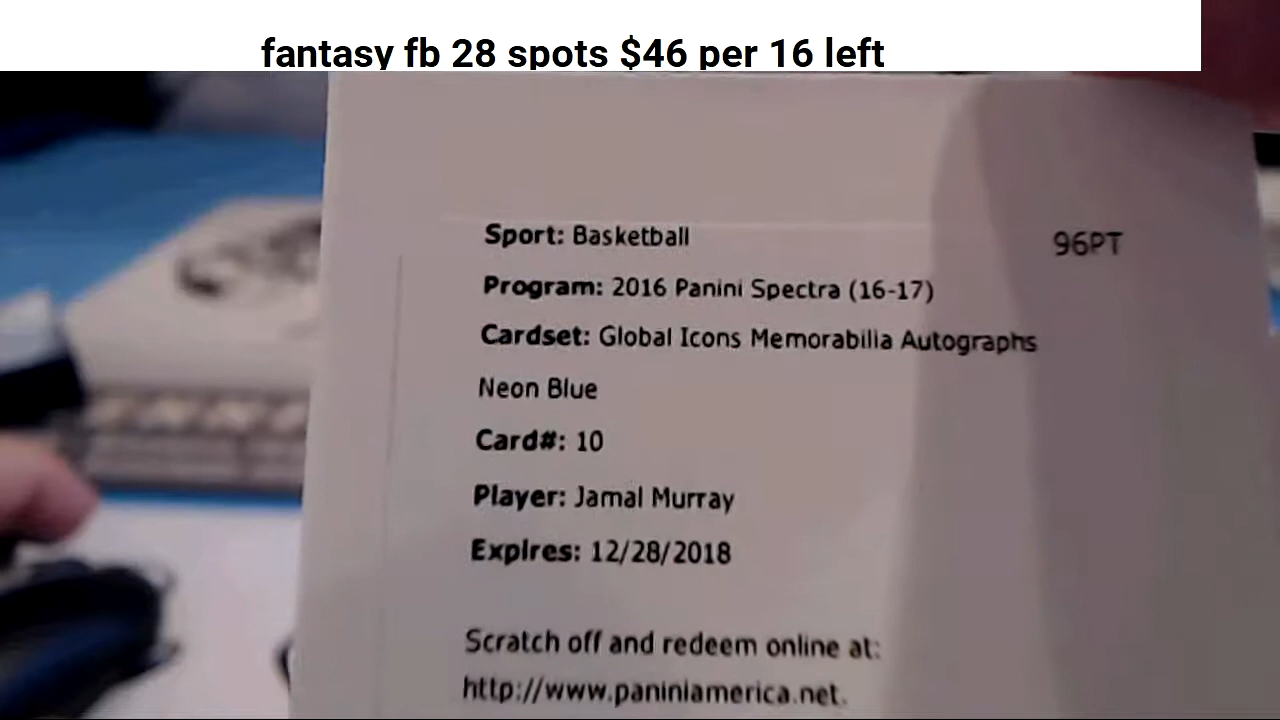 fantasy fb 28 spots $46 per 16 left
Sport: Basketball
96PT
Program: 2016 Panini Spectra (16-17)
Cardset: Global Icons Memorabilia Autographs
Neon Blue
Card#: 10
Player: Jamal Murray
Expires: 12/28/2018
Scratch off and redeem online at:
http://www.paniniamerica.net.